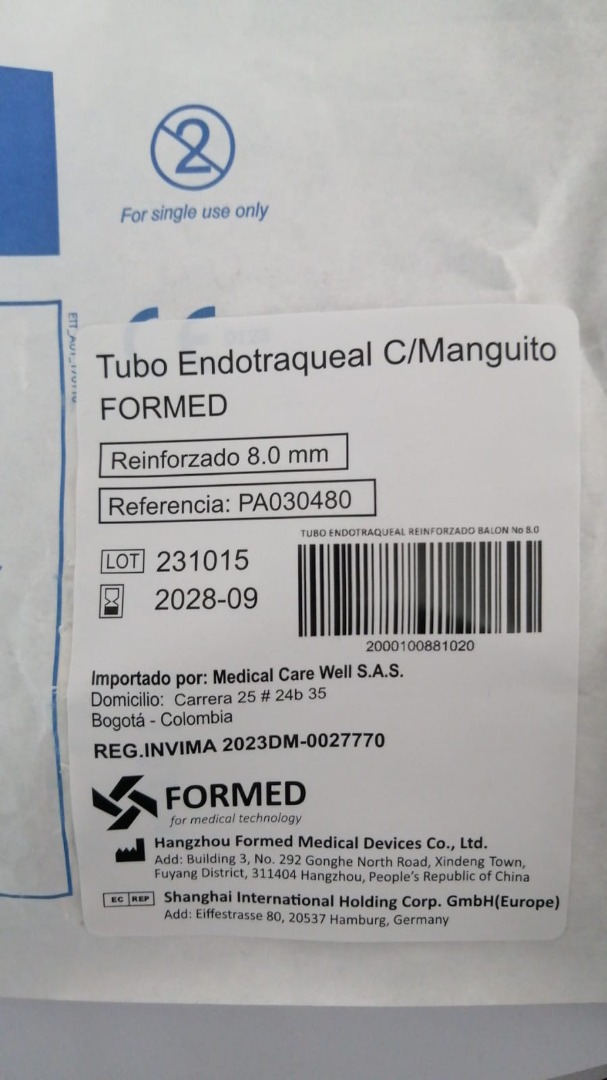 2
For single use only
CE
Tubo Endotraqueal C/Manguito
FORMED
Reinforzado 8.0 mm
Referencia: PA030480
TUBO ENDOTRAQUEAL REINFORZADO BALON No 8.0
LOT 231015
2028-09
2000100881020
Importado por: Medical Care Well S.A.S.
Domicilio: Carrera 25 # 24b 35
Bogotá - Colombia
REG.INVIMA 2023DM-0027770
FORMED
for medical technology
Hangzhou Formed Medical Devices Co., Ltd.
Add: Building 3, No. 292 Gonghe North Road, Xindeng Town,
Fuyang District, 311404 Hangzhou, People's Republic of China
EC REP Shanghai International Holding Corp. GmbH(Europe)
Add: Eiffestrasse 80, 20537 Hamburg, Germany